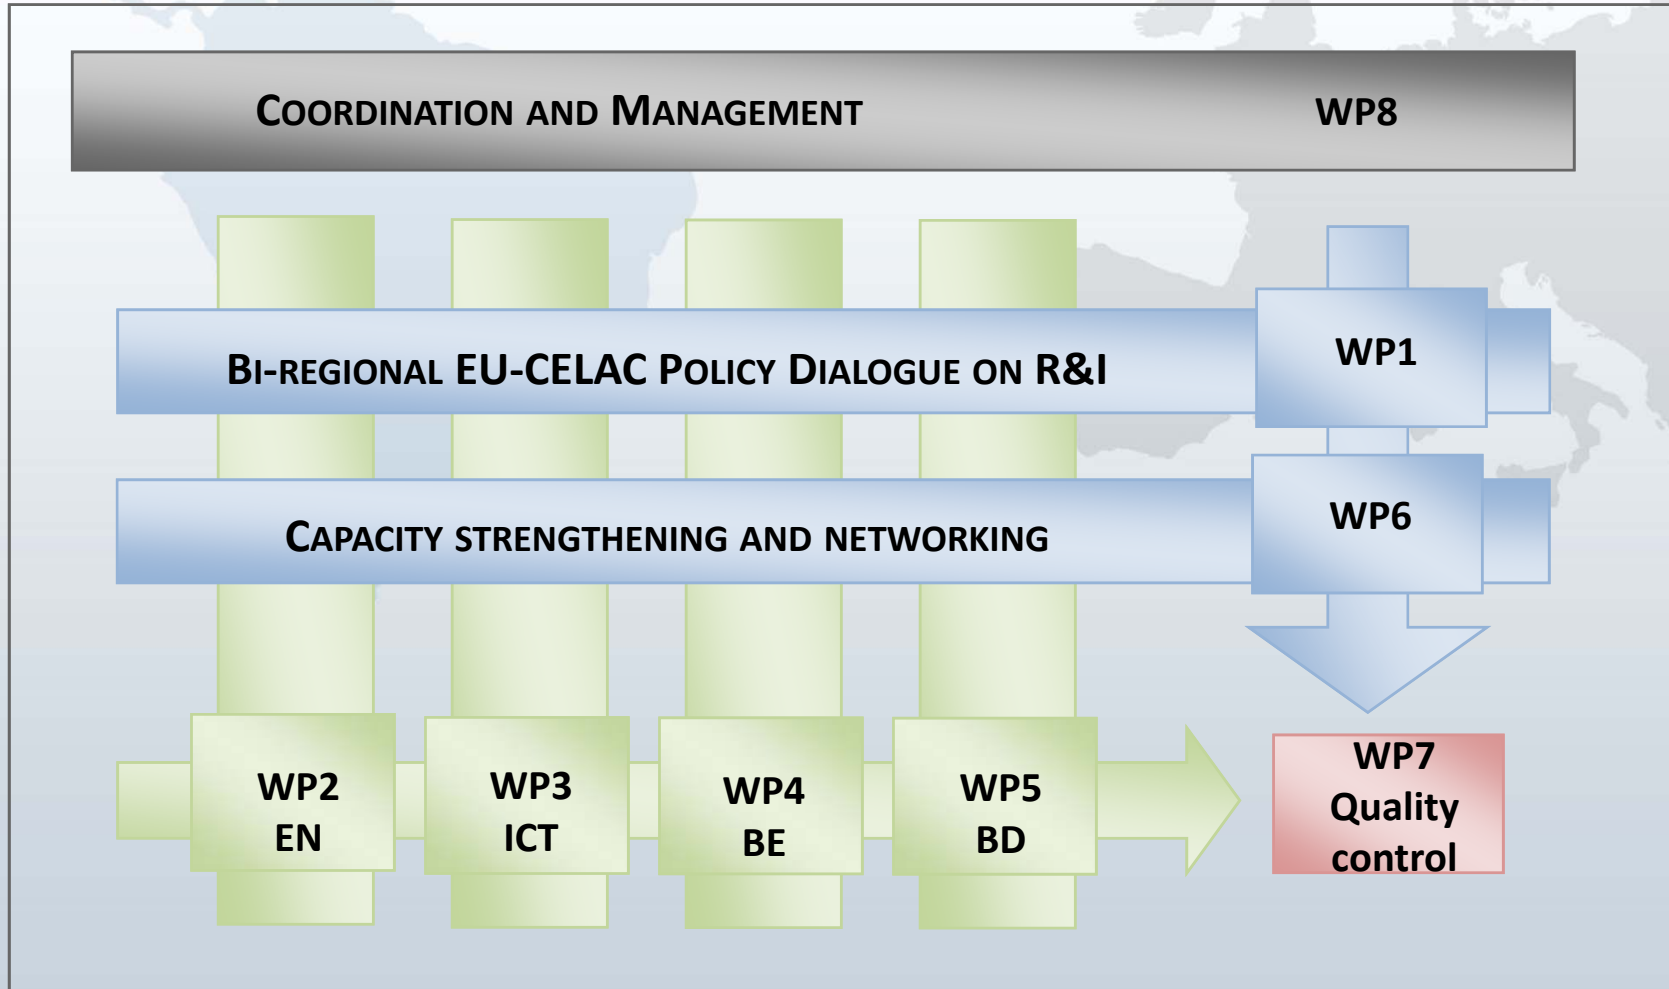 COORDINATION AND MANAGEMENT WP8
BI-REGIONAL EU-CELAC POLICY DIALOGUE ON R&I
WP1
CAPACITY STRENGTHENING AND NETWORKING
WP6
WP2
EN
WP3
ICT
WP4
BE
WP5
BD
WP7
Quality
control